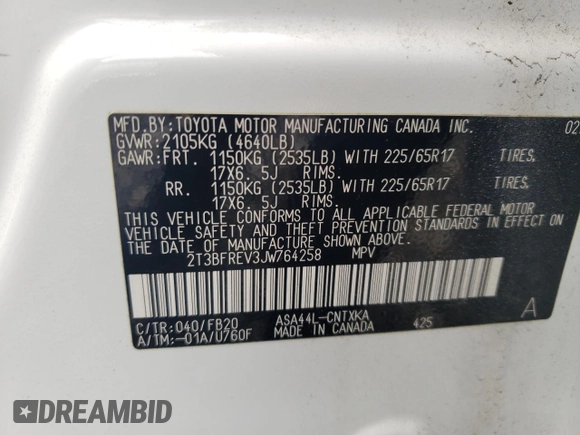 MFD.BY:TOYOTA MOTOR MANUFACTURING CANADA INC. 02
GVWR:2105KG (4640LB)
GAWR:FRT. 1150KG (2535LB) WITH 225/65R17 TIRES.
17X6. 5J RIMS.
RR. 1150KG (2535LB) WITH 225/65R17 TIRES.
17X6. 5J RIMS.
THIS VEHICLE CONFORMS TO ALL APPLICABLE FEDERAL MOTOR
VEHICLE SAFETY AND THEFT PREVENTION STANDARDS IN EFFECT ON
THE DATE OF MANUFACTURE SHOWN ABOVE.
2T3BFREV3JW764258 MPV
C/TR:040/FB20 ASA44L-CNTXKA 425 A
A/TM:-01A/U760F MADE IN CANADA
DREAMBID